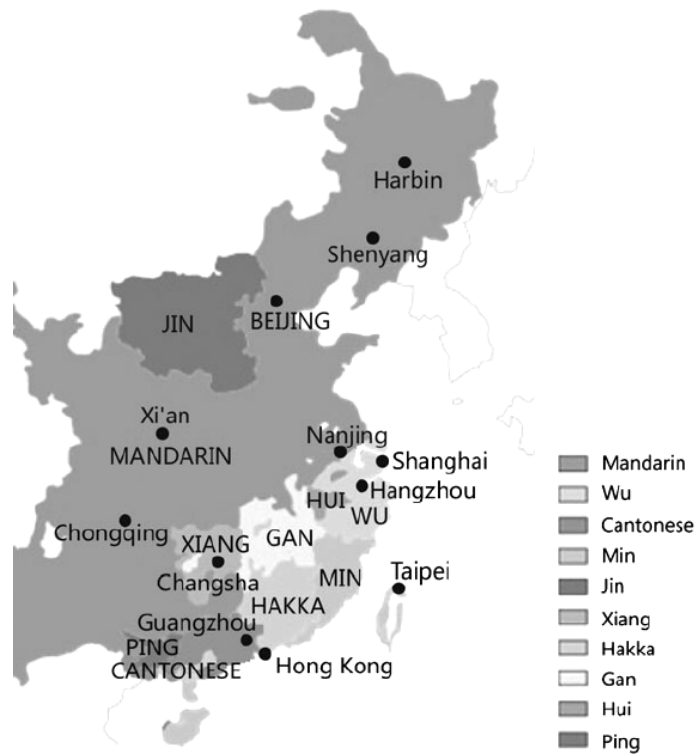 Harbin
Shenyang
JIN
BEIJING
Xi'an
MANDARIN
Nanjing
Shanghai
HUI
Hangzhou
WU
Chongqing
XIANG
GAN
Changsha
MIN
Taipei
HAKKA
Guangzhou
PING
CANTONESE
Hong Kong
Mandarin
Wu
Cantonese
Min
Jin
Xiang
Hakka
Gan
Hui
Ping